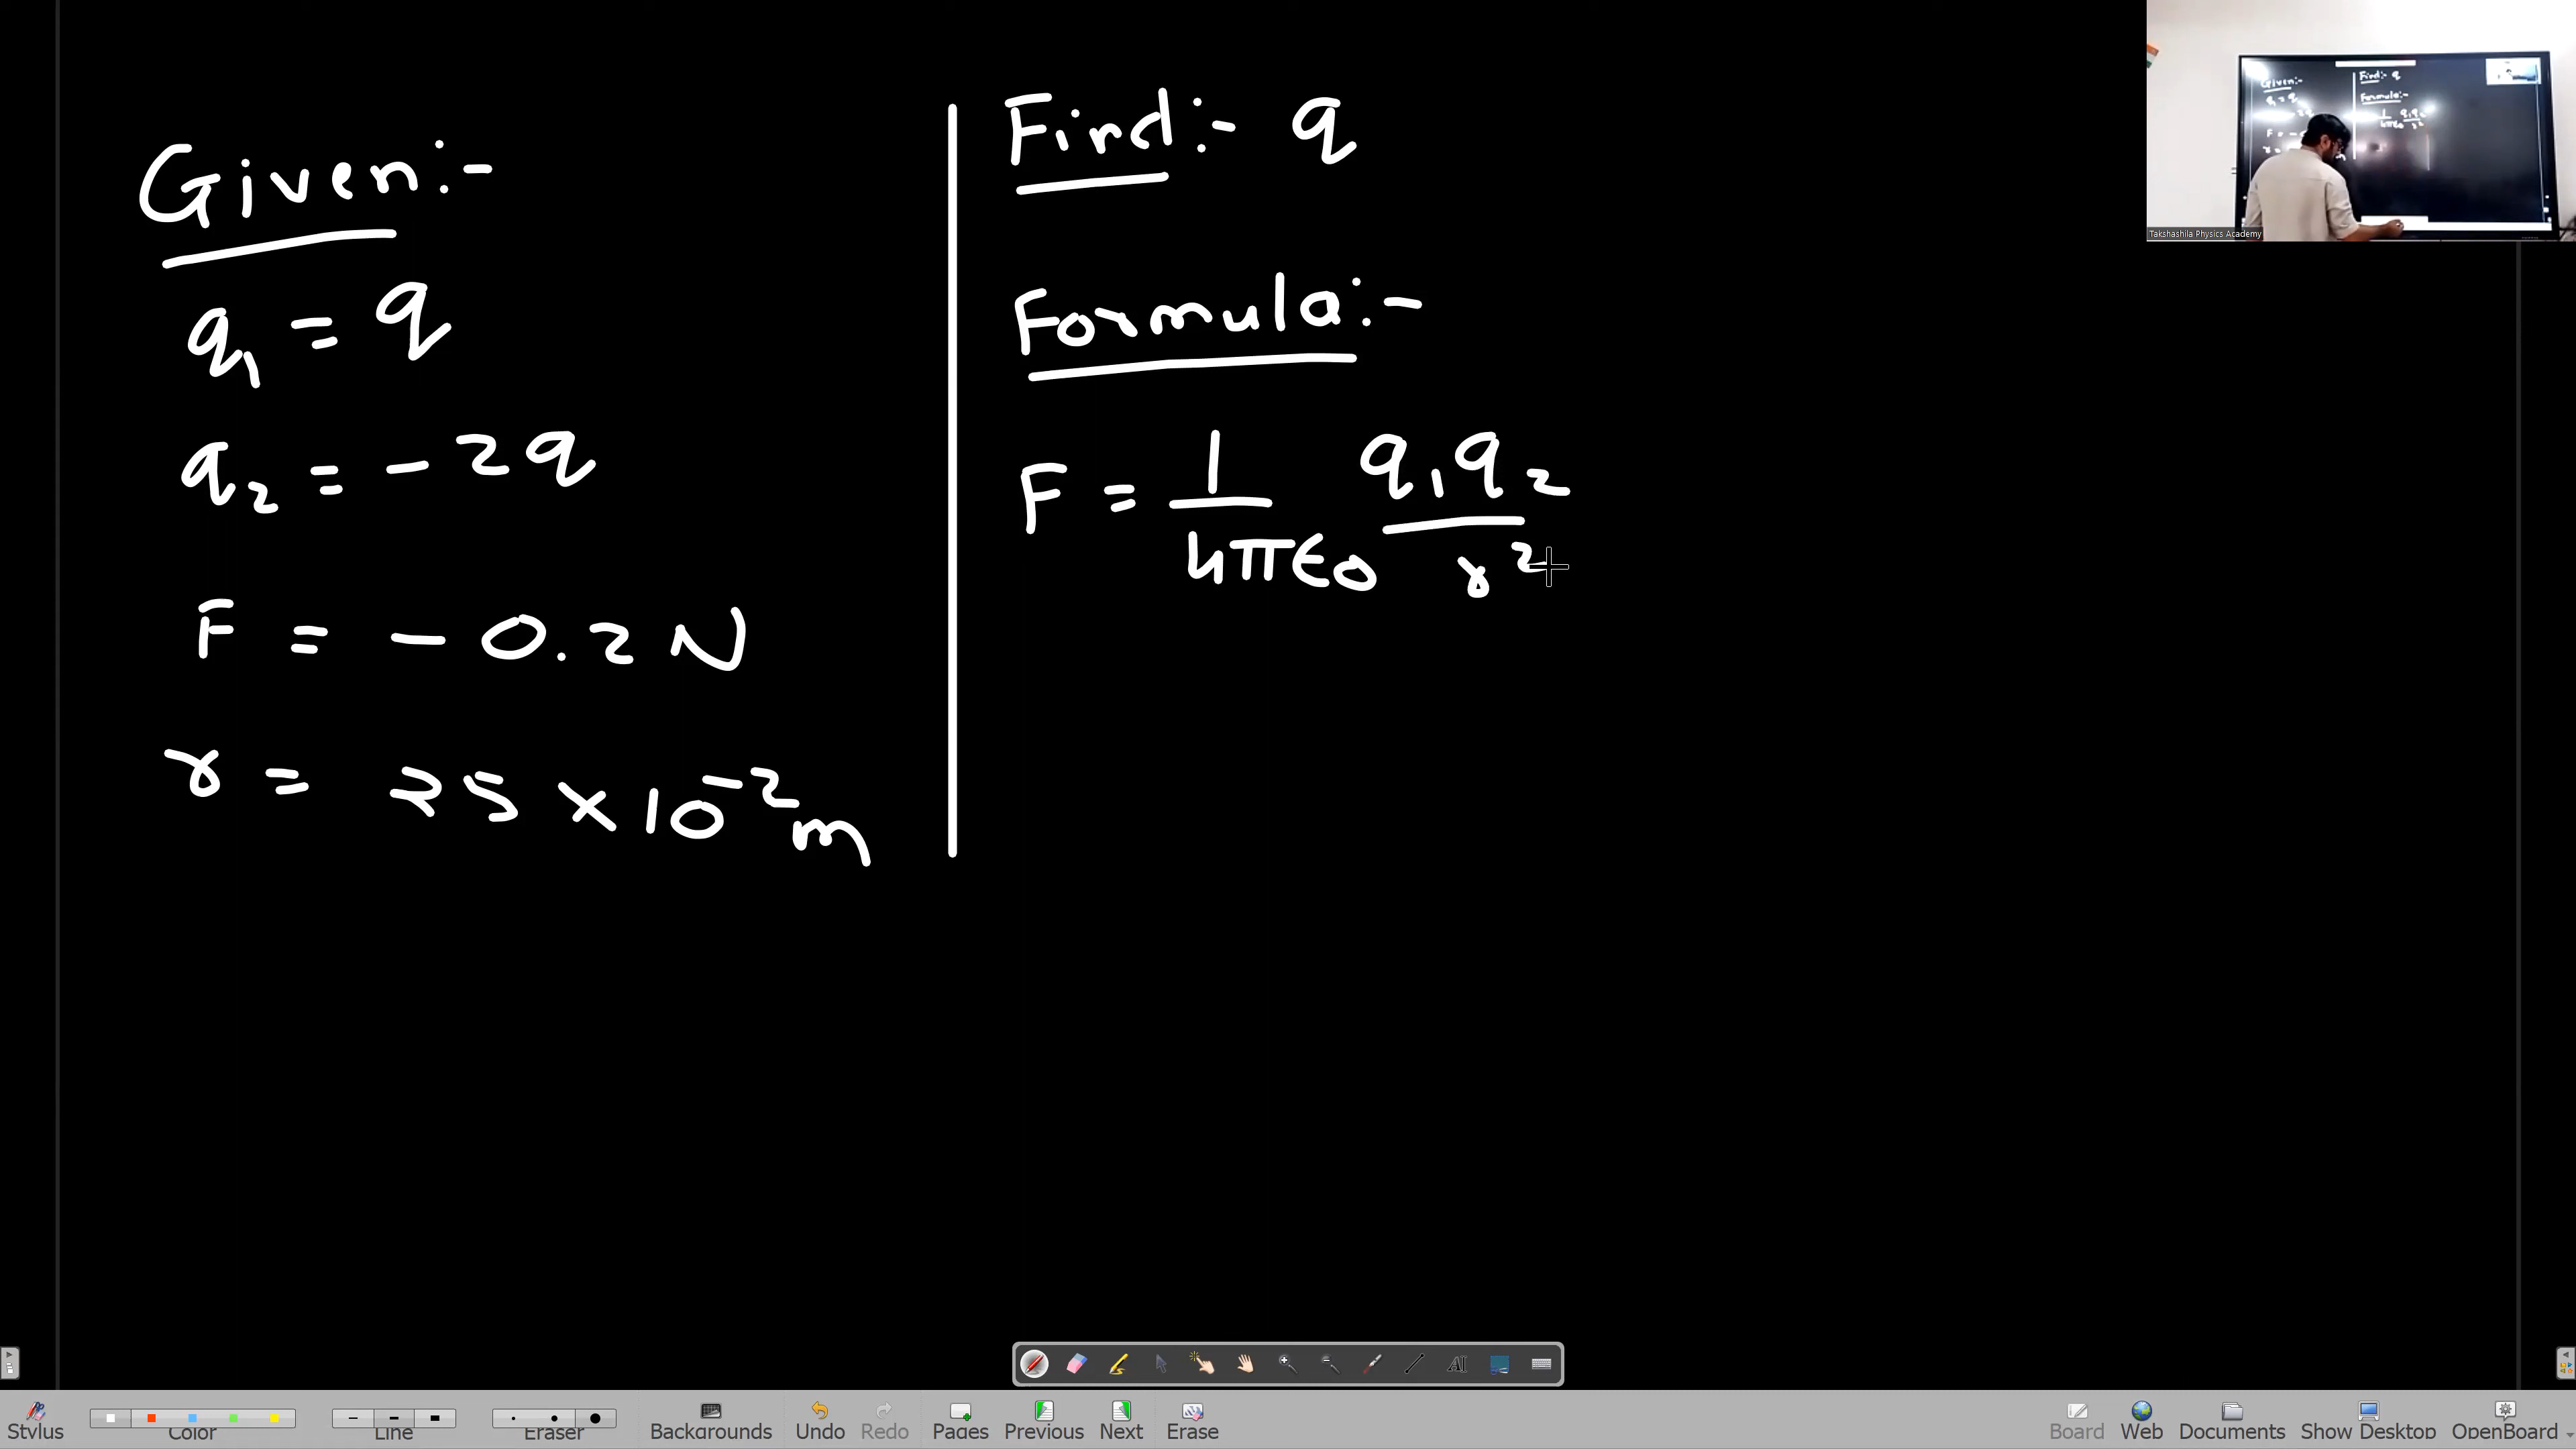 Given:-
q₁ = q
q₂ = - 2q
F = - 0.2 N
r = 25 × 10⁻² m
Find:- q
Formula:-
F = 1/4πϵ₀ q₁q₂/r²
Takshashila Physics Academy
Stylus Color Line Eraser Backgrounds Undo Redo Pages Previous Next Erase Board Web Documents Show Desktop OpenBoard